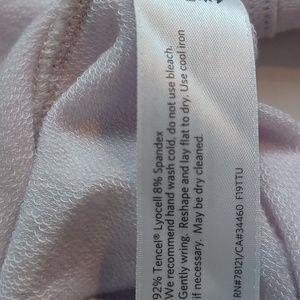 92% Tencel® Lyocell 8% Spandex
We recommend hand wash cold, do not use bleach.
Gently wring. Reshape and lay flat to dry. Use cool iron
if necessary. May be dry cleaned.
RN#78121/CA#34460 F19TTU